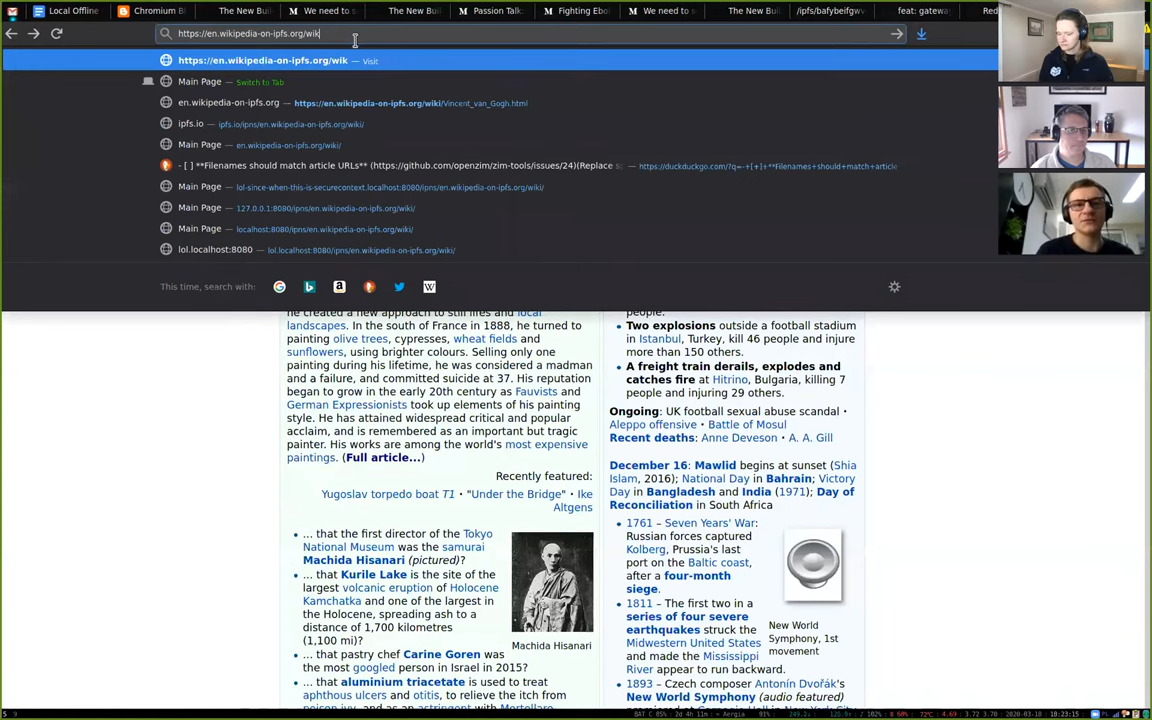 Local Offline
Chromium B
The New Buil
We need to s
The New Buil
Passion Talk:
Fighting Ebol
We need to s
The New Buil
/ipfs/bafybeifgwv
feat: gateway
Red
https://en.wikipedia-on-ipfs.org/wik
https://en.wikipedia-on-ipfs.org/wik — Visit
Main Page — Switch to Tab
en.wikipedia-on-ipfs.org — https://en.wikipedia-on-ipfs.org/wiki/Vincent_van_Gogh.html
ipfs.io — ipfs.io/ipns/en.wikipedia-on-ipfs.org/wiki/
Main Page — en.wikipedia-on-ipfs.org/wiki/
- [ ] **Filenames should match article URLs** (https://github.com/openzim/zim-tools/issues/24)(Replace s — https://duckduckgo.com/?q=-+[+]+**Filenames+should+match+article
Main Page — lol-since-when-this-is-securecontext.localhost:8080/ipns/en.wikipedia-on-ipfs.org/wiki/
Main Page — 127.0.0.1:8080/ipns/en.wikipedia-on-ipfs.org/wiki/
Main Page — localhost:8080/ipns/en.wikipedia-on-ipfs.org/wiki/
lol.localhost:8080 — lol.localhost:8080/ipns/en.wikipedia-on-ipfs.org/wiki/
This time, search with:
he created a new approach to still lifes and local
landscapes. In the south of France in 1888, he turned to
painting olive trees, cypresses, wheat fields and
sunflowers, using brighter colours. Selling only one
painting during his lifetime, he was considered a madman
and a failure, and committed suicide at 37. His reputation
began to grow in the early 20th century as Fauvists and
German Expressionists took up elements of his painting
style. He has attained widespread critical and popular
acclaim, and is remembered as an important but tragic
painter. His works are among the world's most expensive
paintings. (Full article...)
Recently featured:
Yugoslav torpedo boat T1 · "Under the Bridge" · Ike
Altgens
... that the first director of the Tokyo
National Museum was the samurai
Machida Hisanari (pictured)?
... that Kurile Lake is the site of the
largest volcanic eruption of Holocene
Kamchatka and one of the largest in
the Holocene, spreading ash to a
distance of 1,700 kilometres
(1,100 mi)?
Machida Hisanari
... that pastry chef Carine Goren was
the most googled person in Israel in 2015?
... that aluminium triacetate is used to treat
aphthous ulcers and otitis, to relieve the itch from
poison ivy, and as an astringent with Mortellaro
people.
Two explosions outside a football stadium
in Istanbul, Turkey, kill 46 people and injure
more than 150 others.
A freight train derails, explodes and
catches fire at Hitrino, Bulgaria, killing 7
people and injuring 29 others.
Ongoing: UK football sexual abuse scandal ·
Aleppo offensive · Battle of Mosul
Recent deaths: Anne Deveson · A. A. Gill
December 16: Mawlid begins at sunset (Shia
Islam, 2016); National Day in Bahrain; Victory
Day in Bangladesh and India (1971); Day of
Reconciliation in South Africa
1761 – Seven Years' War:
Russian forces captured
Kolberg, Prussia's last
port on the Baltic coast,
after a four-month
siege.
1811 – The first two in a
series of four severe
earthquakes struck the
Midwestern United States
and made the Mississippi
River appear to run backward.
New World
Symphony, 1st
movement
1893 – Czech composer Antonín Dvořák's
New World Symphony (audio featured)
2020-03-18
18:23:15